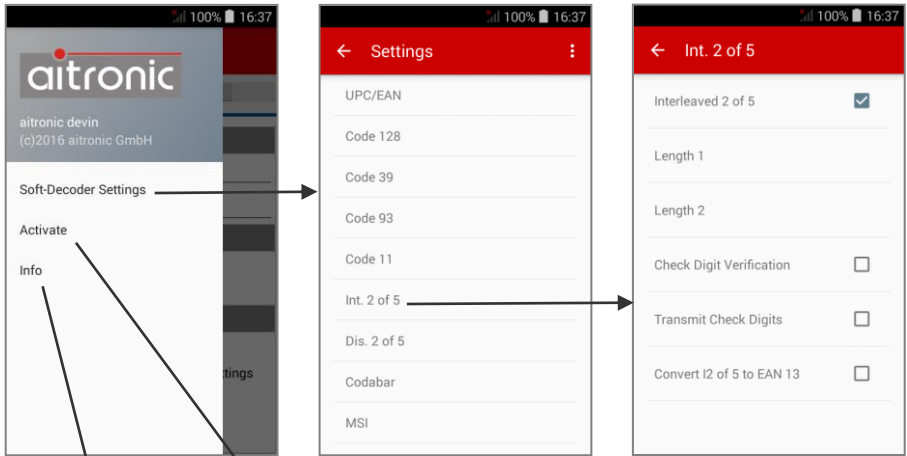 100% 16:37
aitronic
aitronic devin
(c)2016 aitronic GmbH
Soft-Decoder Settings
Activate
Info
tings
100% 16:37
Settings
UPC/EAN
Code 128
Code 39
Code 93
Code 11
Int. 2 of 5
Dis. 2 of 5
Codabar
MSI
100% 16:37
Int. 2 of 5
Interleaved 2 of 5
Length 1
Length 2
Check Digit Verification
Transmit Check Digits
Convert I2 of 5 to EAN 13